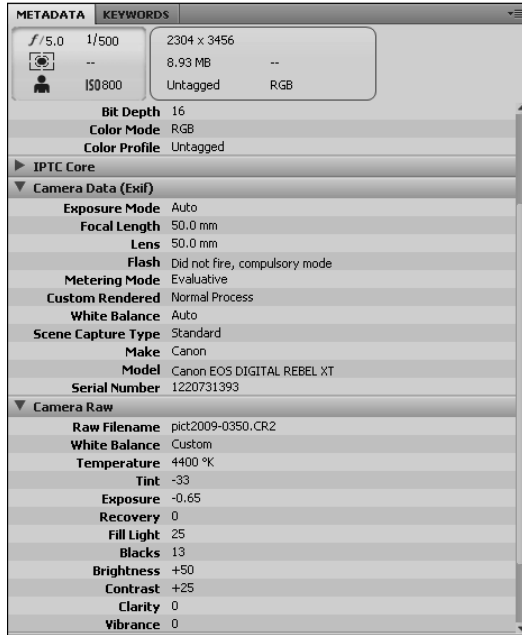 METADATA KEYWORDS
f/5.0 1/500
--
ISO800
2304 x 3456
8.93 MB --
Untagged RGB
Bit Depth 16
Color Mode RGB
Color Profile Untagged
IPTC Core
Camera Data (Exif)
Exposure Mode Auto
Focal Length 50.0 mm
Lens 50.0 mm
Flash Did not fire, compulsory mode
Metering Mode Evaluative
Custom Rendered Normal Process
White Balance Auto
Scene Capture Type Standard
Make Canon
Model Canon EOS DIGITAL REBEL XT
Serial Number 1220731393
Camera Raw
Raw Filename pict2009-0350.CR2
White Balance Custom
Temperature 4400 °K
Tint -33
Exposure -0.65
Recovery 0
Fill Light 25
Blacks 13
Brightness +50
Contrast +25
Clarity 0
Vibrance 0